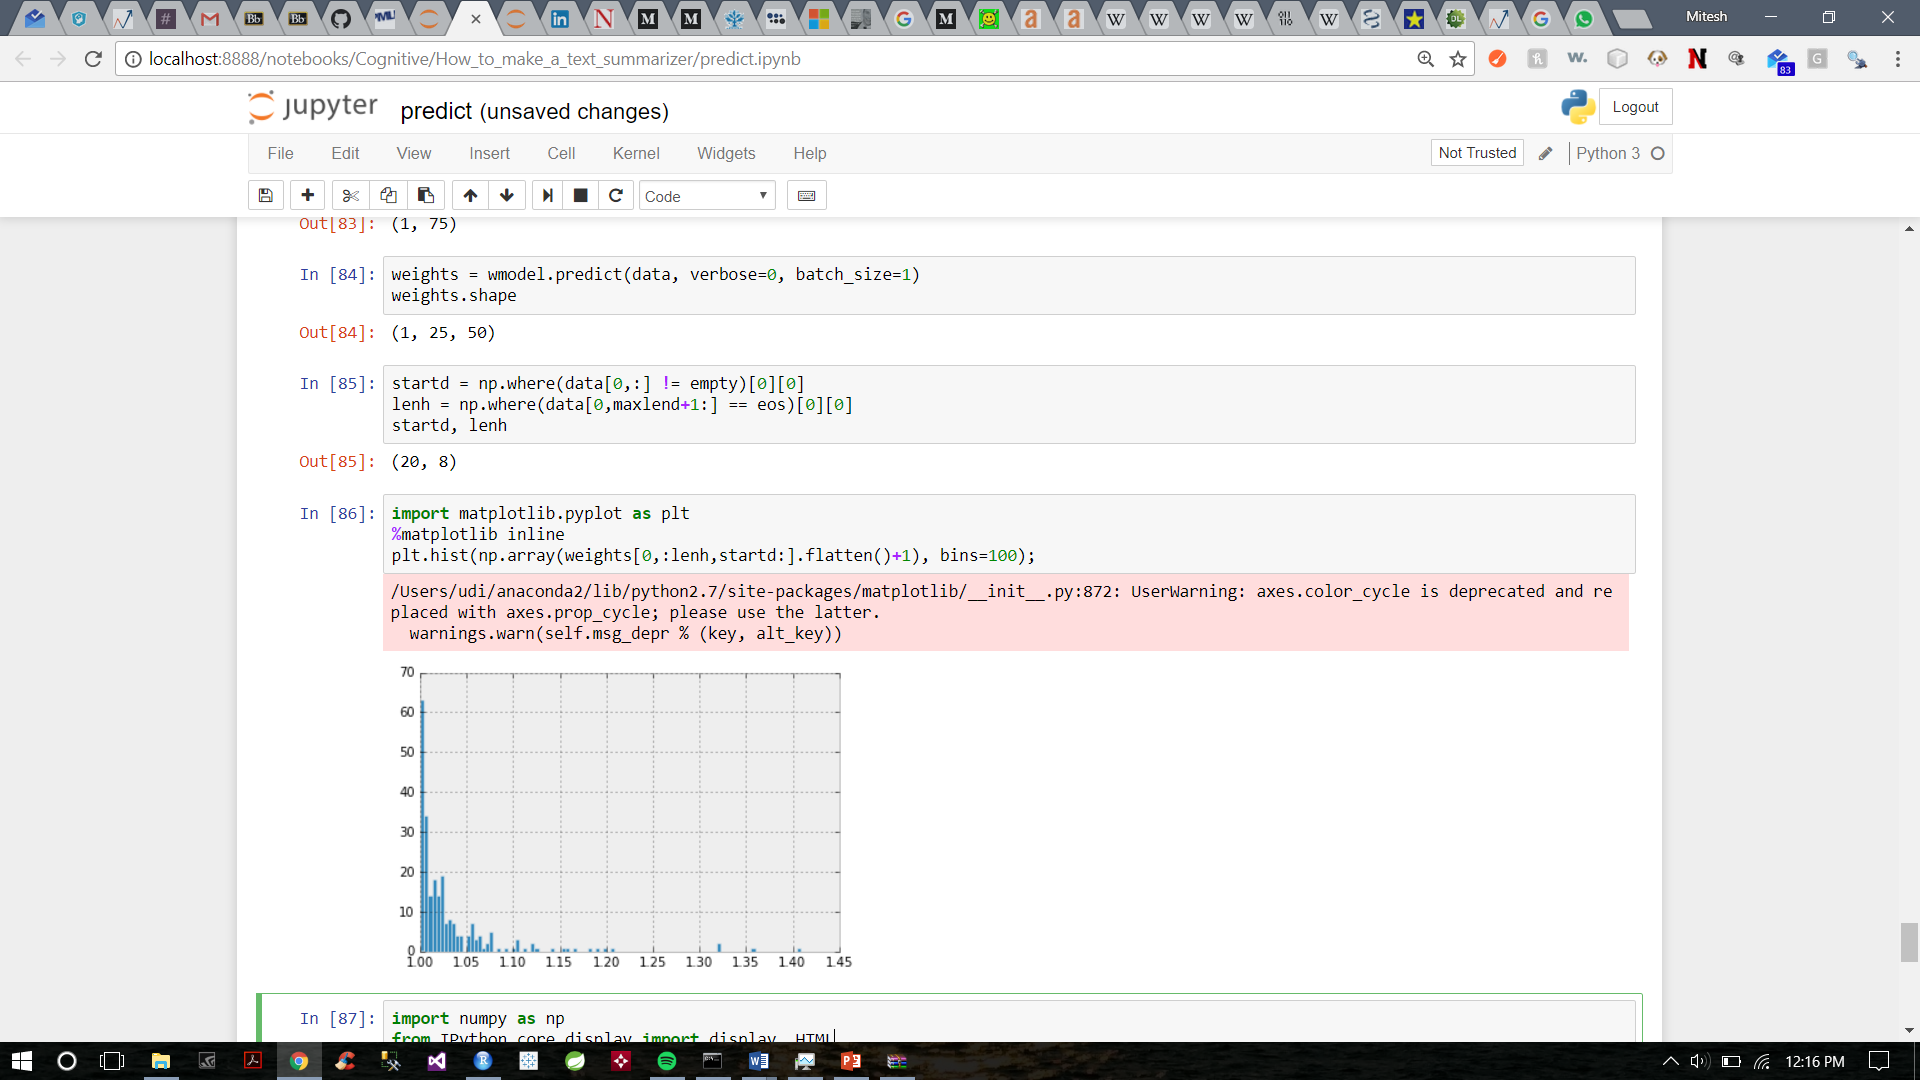 Mitesh
localhost:8888/notebooks/Cognitive/How_to_make_a_text_summarizer/predict.ipynb
83
jupyter predict (unsaved changes)
Logout
File Edit View Insert Cell Kernel Widgets Help
Not Trusted
Python 3
Code
Out[83]: (1, 75)
In [84]: weights = wmodel.predict(data, verbose=0, batch_size=1)
weights.shape
Out[84]: (1, 25, 50)
In [85]: startd = np.where(data[0,:] != empty)[0][0]
lenh = np.where(data[0,maxlend+1:] == eos)[0][0]
startd, lenh
Out[85]: (20, 8)
In [86]: import matplotlib.pyplot as plt
%matplotlib inline
plt.hist(np.array(weights[0,:lenh,startd:].flatten()+1), bins=100);
/Users/udi/anaconda2/lib/python2.7/site-packages/matplotlib/__init__.py:872: UserWarning: axes.color_cycle is deprecated and re
placed with axes.prop_cycle; please use the latter.
warnings.warn(self.msg_depr % (key, alt_key))
70
60
50
40
30
20
10
0
1.00 1.05 1.10 1.15 1.20 1.25 1.30 1.35 1.40 1.45
In [87]: import numpy as np
from IPython.core.display import display, HTML
12:16 PM